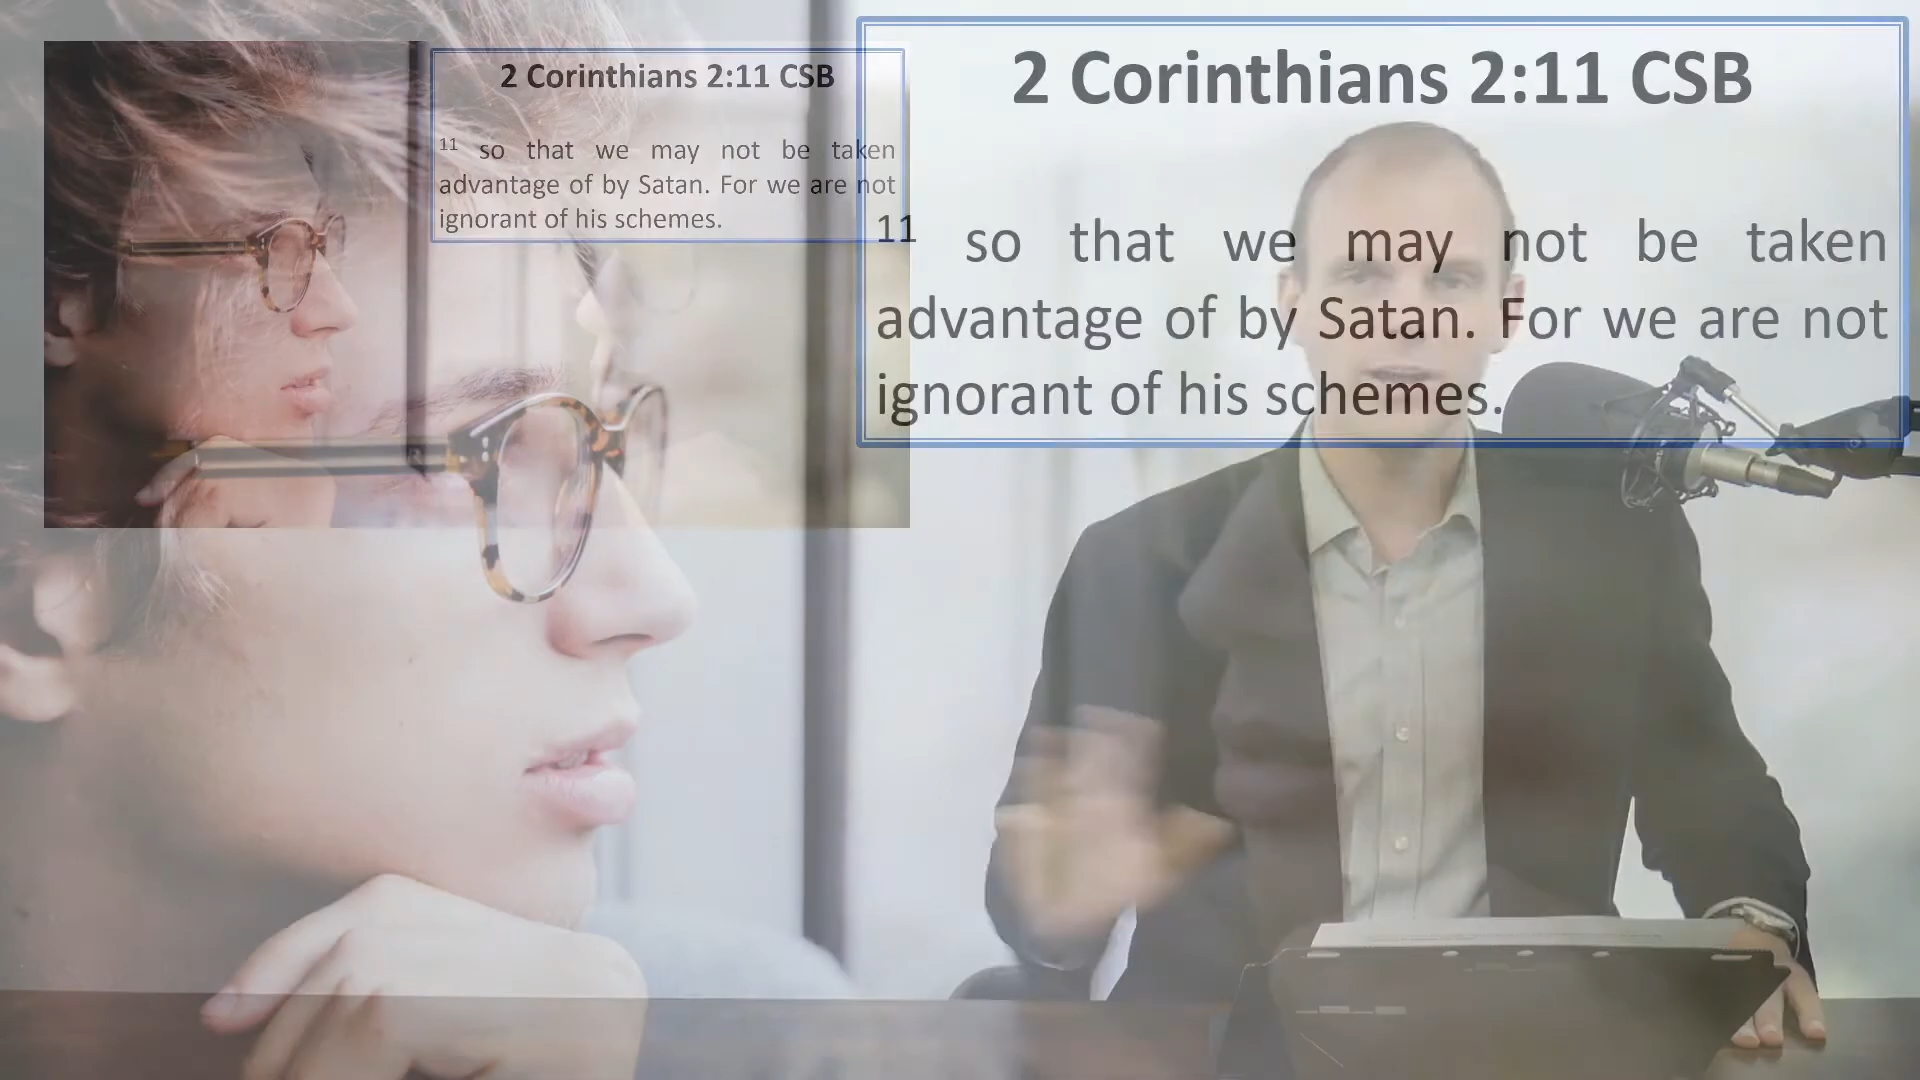 2 Corinthians 2:11 CSB
11 so that we may not be taken
advantage of by Satan. For we are not
ignorant of his schemes.
2 Corinthians 2:11 CSB
11 so that we may not be taken
advantage of by Satan. For we are not
ignorant of his schemes.